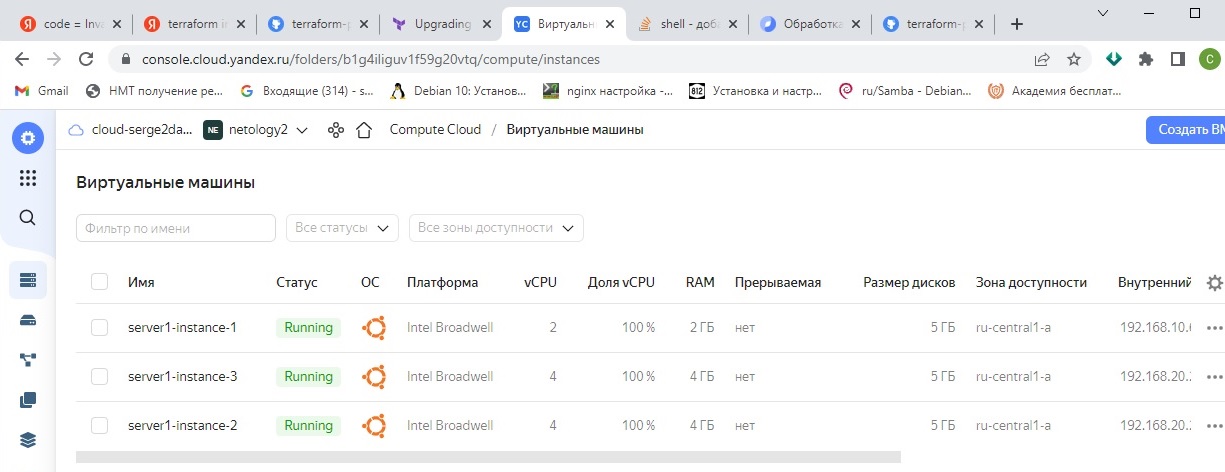 code = Inva
terraform in
terraform-p
Upgrading
Виртуальн
shell - доба
Обработка
terraform-p
console.cloud.yandex.ru/folders/b1g4iliguv1f59g20vtq/compute/instances
Gmail
НМТ получение ре...
Входящие (314) - s...
Debian 10: Установ...
nginx настройка -...
Установка и настр...
ru/Samba - Debian...
Академия бесплат...
cloud-serge2da...
NE
netology2
Compute Cloud / Виртуальные машины
Создать ВМ
Виртуальные машины
Фильтр по имени
Все статусы
Все зоны доступности
Имя Статус ОС Платформа vCPU Доля vCPU RAM Прерываемая Размер дисков Зона доступности Внутренний
server1-instance-1 Running Intel Broadwell 2 100 % 2 ГБ нет 5 ГБ ru-central1-a 192.168.10.
server1-instance-3 Running Intel Broadwell 4 100 % 4 ГБ нет 5 ГБ ru-central1-a 192.168.20.
server1-instance-2 Running Intel Broadwell 4 100 % 4 ГБ нет 5 ГБ ru-central1-a 192.168.20.